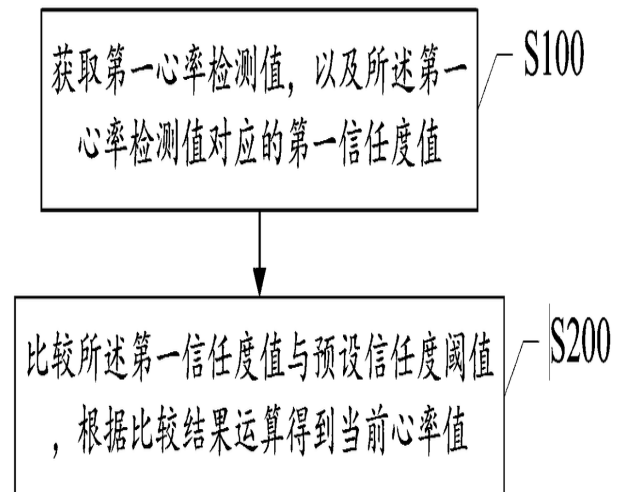 获取第一心率检测值，以及所述第一
心率检测值对应的第一信任度值
S100
比较所述第一信任度值与预设信任度阈值
，根据比较结果运算得到当前心率值
S200